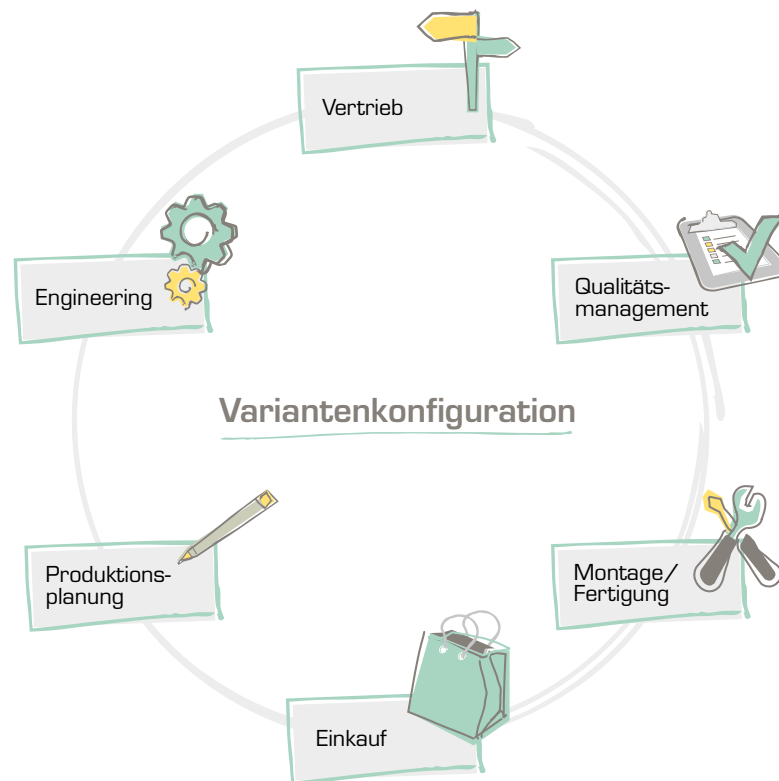 Vertrieb
Engineering
Qualitäts-
management
Variantenkonfiguration
Produktions-
planung
Montage/
Fertigung
Einkauf